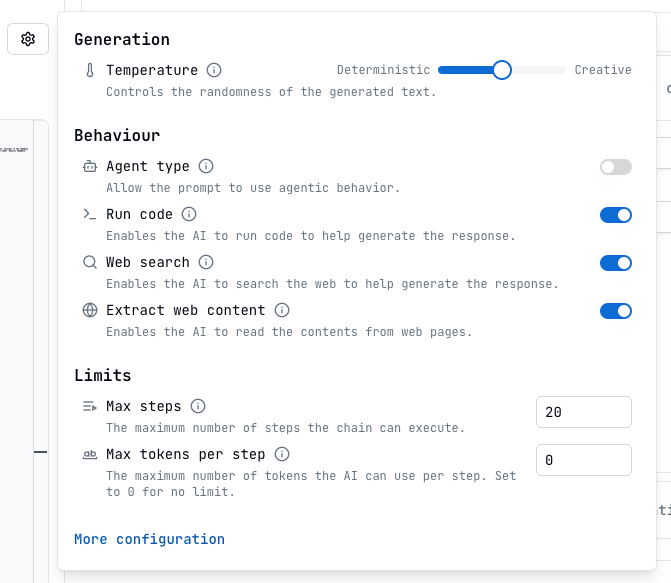 Generation
Temperature
Deterministic
Creative
Controls the randomness of the generated text.
Behaviour
Agent type
Allow the prompt to use agentic behavior.
Run code
Enables the AI to run code to help generate the response.
Web search
Enables the AI to search the web to help generate the response.
Extract web content
Enables the AI to read the contents from web pages.
Limits
Max steps
20
The maximum number of steps the chain can execute.
Max tokens per step
0
The maximum number of tokens the AI can use per step. Set
to 0 for no limit.
More configuration